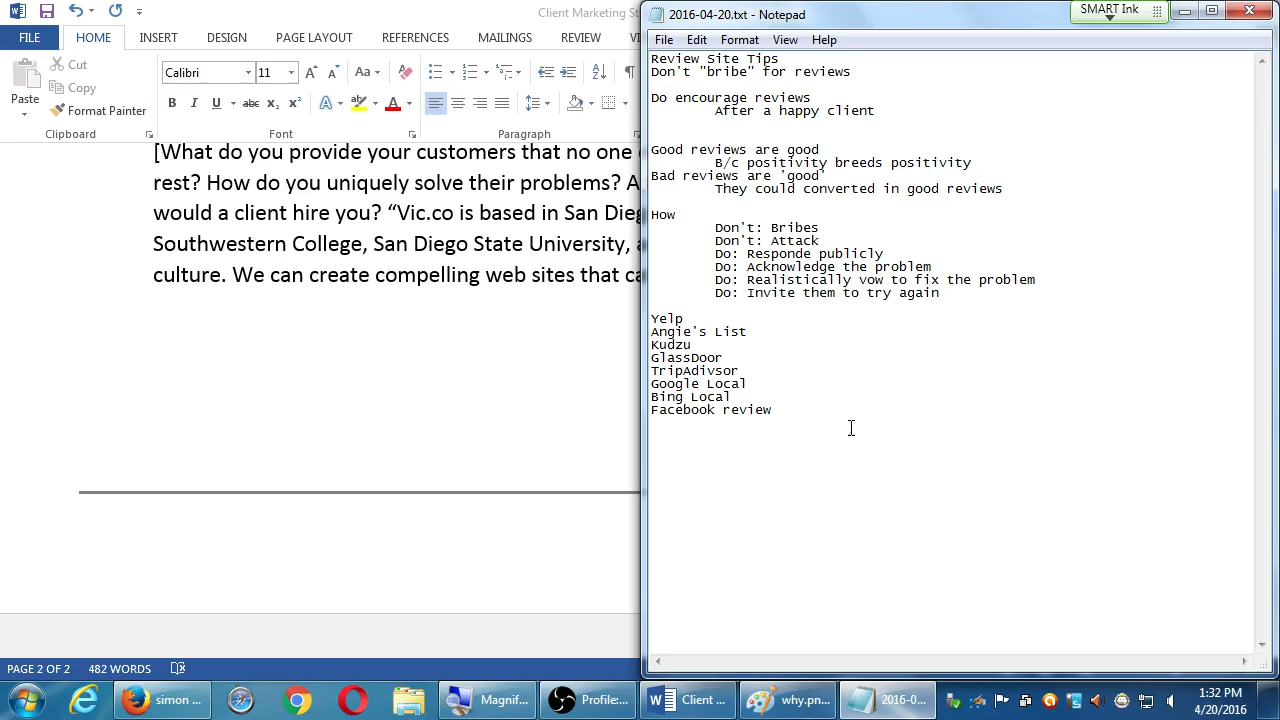 Client Marketing St
FILE HOME INSERT DESIGN PAGE LAYOUT REFERENCES MAILINGS REVIEW
Paste
Cut
Copy
Format Painter
Clipboard
Calibri 11
Font
Paragraph
[What do you provide your customers that no one
rest? How do you uniquely solve their problems? A
would a client hire you? “Vic.co is based in San Dieg
Southwestern College, San Diego State University, a
culture. We can create compelling web sites that ca
PAGE 2 OF 2 482 WORDS
2016-04-20.txt - Notepad
SMART Ink
File Edit Format View Help
Review Site Tips
Don't "bribe" for reviews
Do encourage reviews
After a happy client
Good reviews are good
B/c positivity breeds positivity
Bad reviews are 'good'
They could converted in good reviews
How
Don't: Bribes
Don't: Attack
Do: Responde publicly
Do: Acknowledge the problem
Do: Realistically vow to fix the problem
Do: Invite them to try again
Yelp
Angie's List
Kudzu
GlassDoor
TripAdivsor
Google Local
Bing Local
Facebook review
simon ... Magnif... Profile:... Client ... why.pn... 2016-0...
1:32 PM
4/20/2016